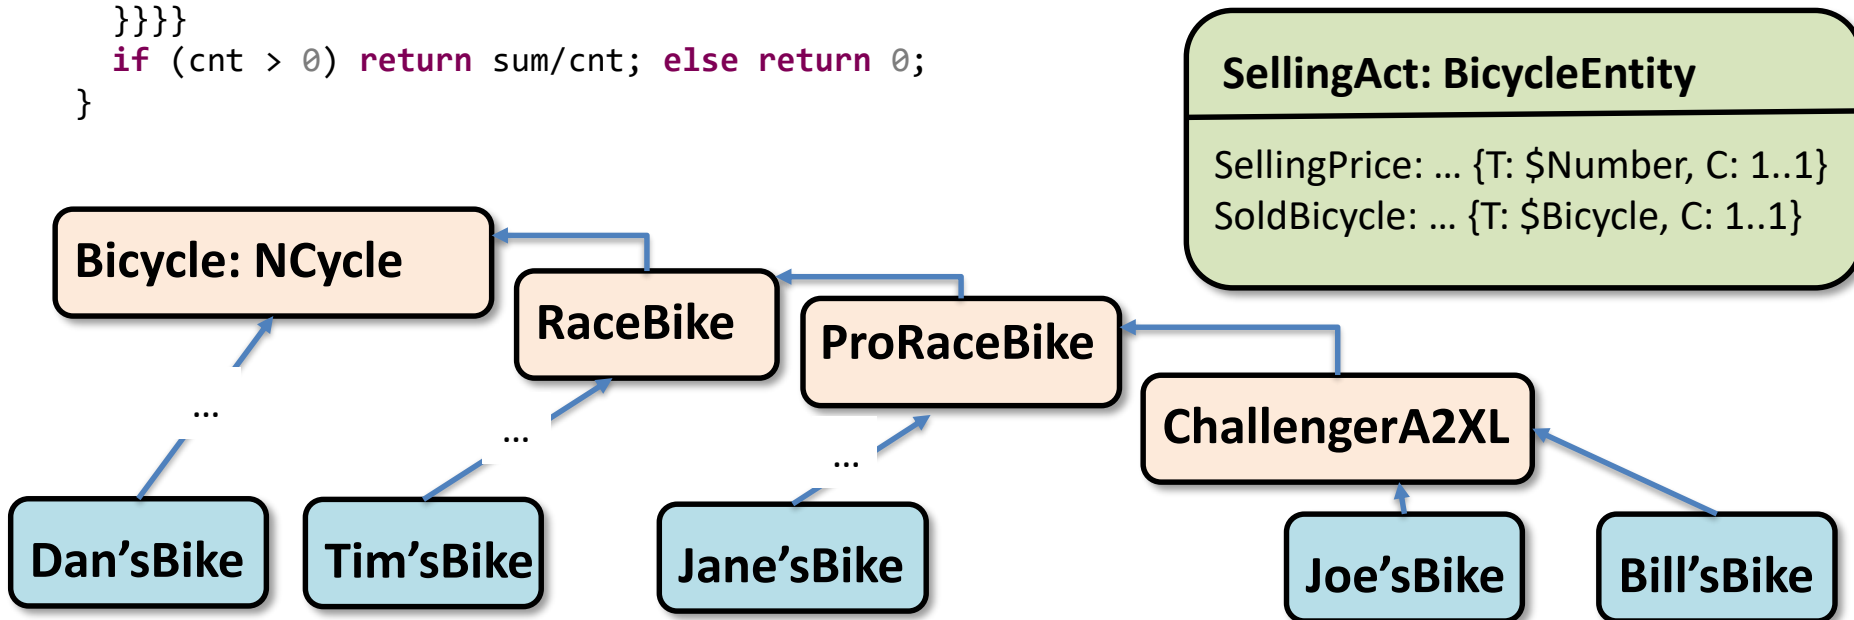 }}}}
if (cnt > 0) return sum/cnt; else return 0;
}
SellingAct: BicycleEntity
SellingPrice: … {T: $Number, C: 1..1}
SoldBicycle: … {T: $Bicycle, C: 1..1}
Bicycle: NCycle
RaceBike
ProRaceBike
ChallengerA2XL
…
…
…
Dan’sBike
Tim’sBike
Jane’sBike
Joe’sBike
Bill’sBike